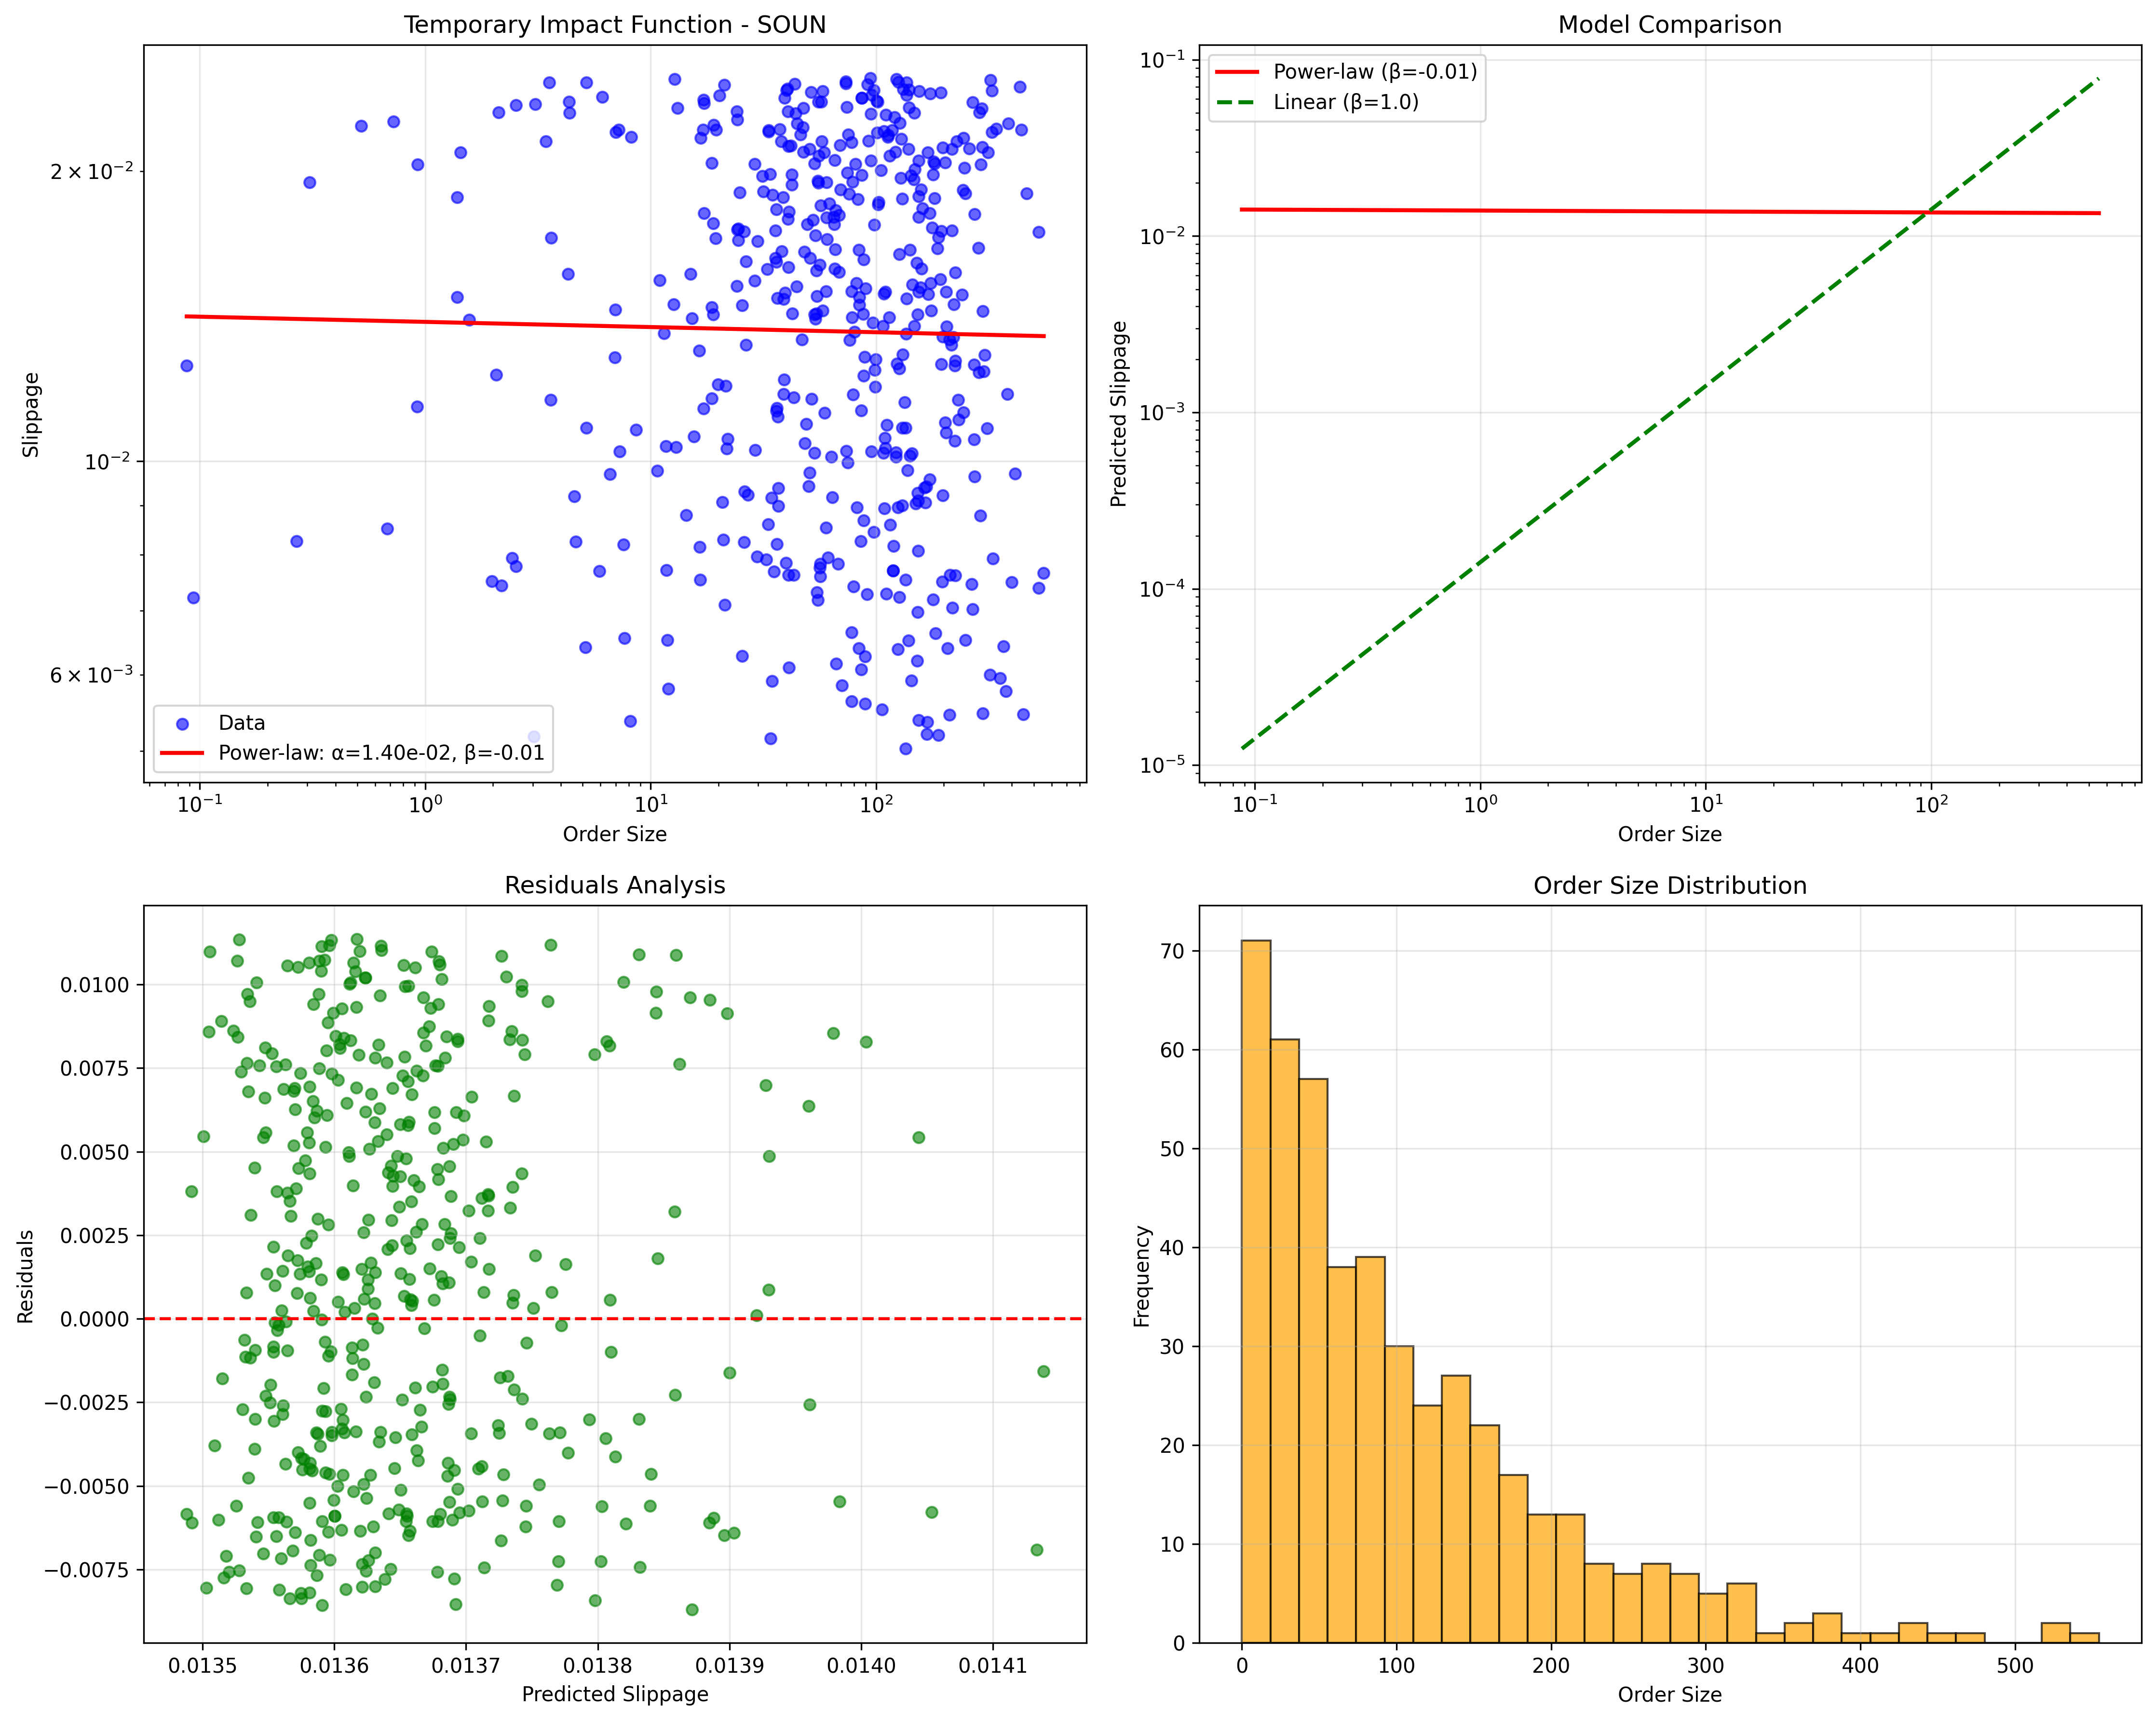 Temporary Impact Function - SOUN
Slippage
2 × 10⁻²
10⁻²
6 × 10⁻³
Data
Power-law: α=1.40e-02, β=-0.01
10⁻¹ 10⁰ 10¹ 10²
Order Size
Model Comparison
Predicted Slippage
10⁻¹
10⁻²
10⁻³
10⁻⁴
10⁻⁵
Power-law (β=-0.01)
Linear (β=1.0)
10⁻¹ 10⁰ 10¹ 10²
Order Size
Residuals Analysis
Residuals
0.0100
0.0075
0.0050
0.0025
0.0000
−0.0025
−0.0050
−0.0075
0.0135 0.0136 0.0137 0.0138 0.0139 0.0140 0.0141
Predicted Slippage
Order Size Distribution
Frequency
70
60
50
40
30
20
10
0
0 100 200 300 400 500
Order Size